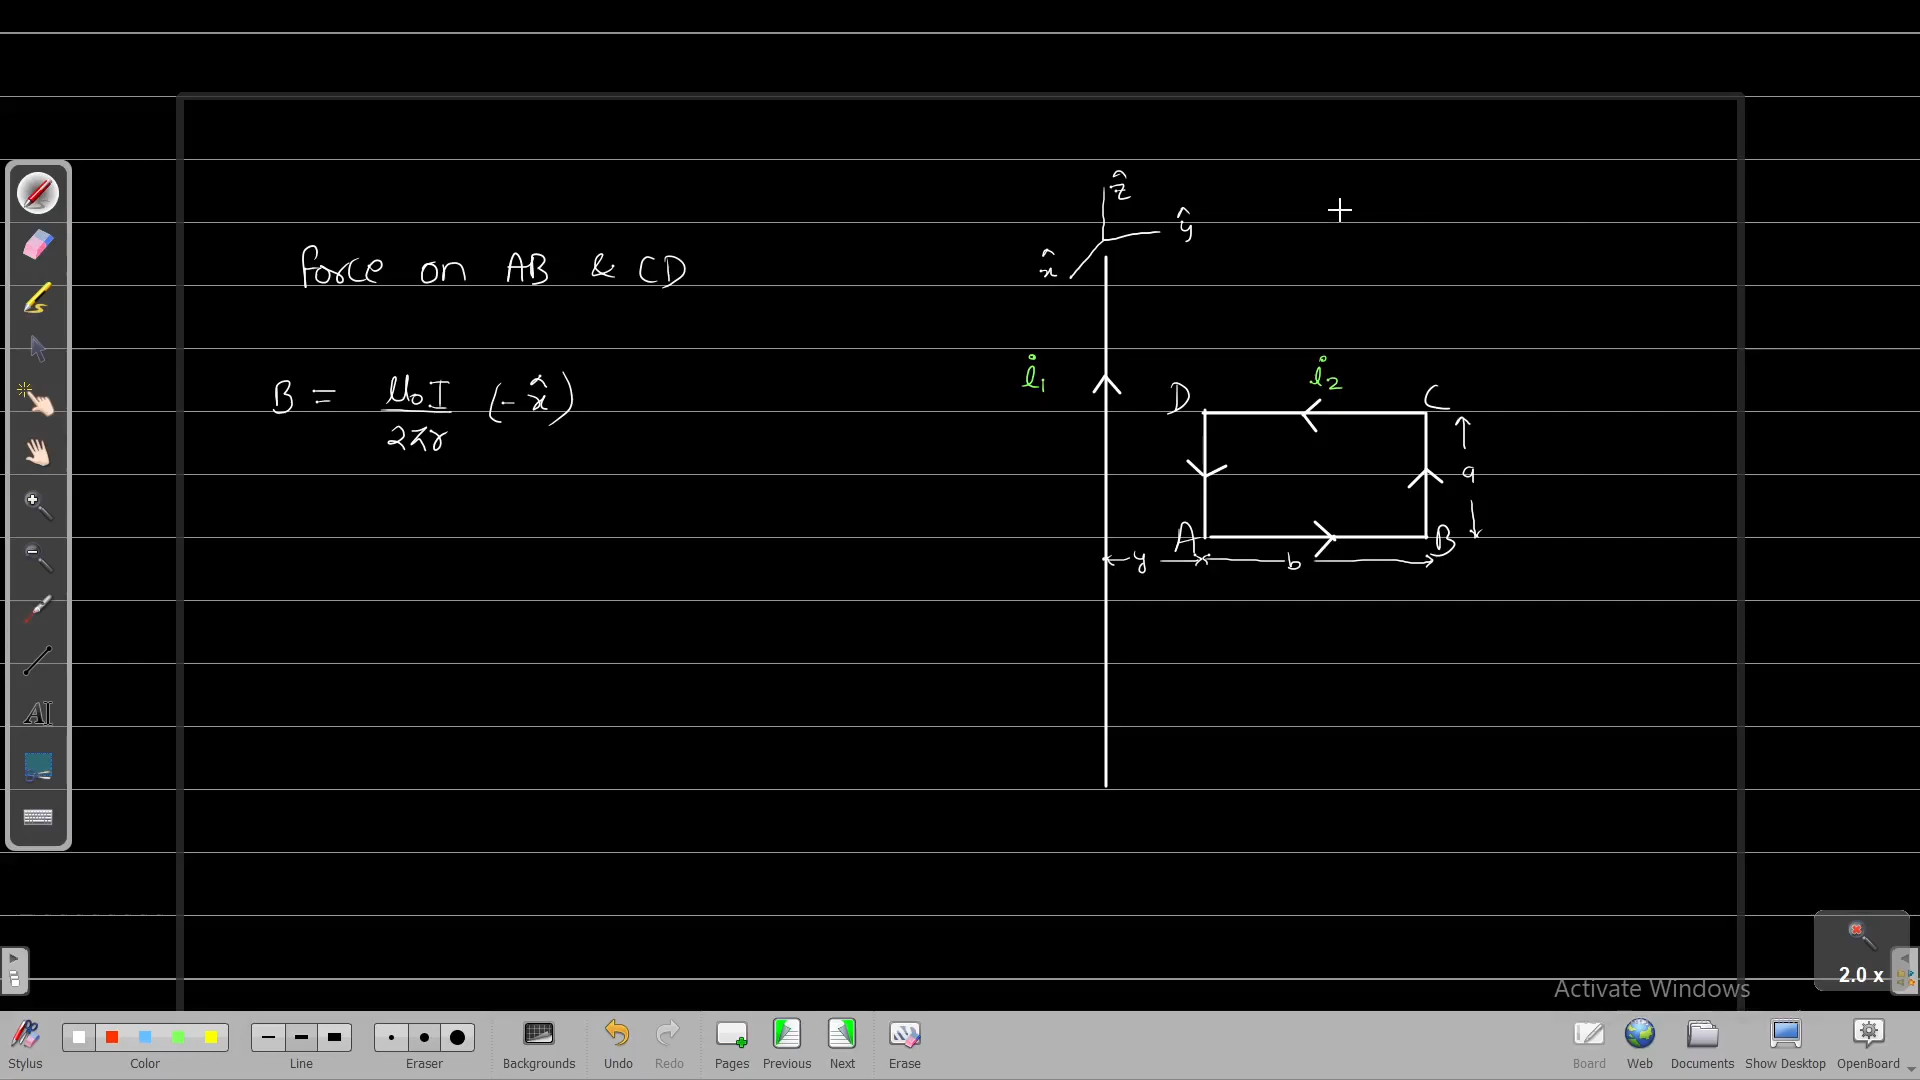 ẑ
ŷ
x̂
Force on AB & CD
i₁
i₂
D
C
B = μ₀I / 2πr (-x̂)
a
A
B
y
b
AI
2.0 x
Activate Windows
Stylus
Color
Line
Eraser
Backgrounds
Undo
Redo
Pages
Previous
Next
Erase
Board
Web
Documents
Show Desktop
OpenBoard